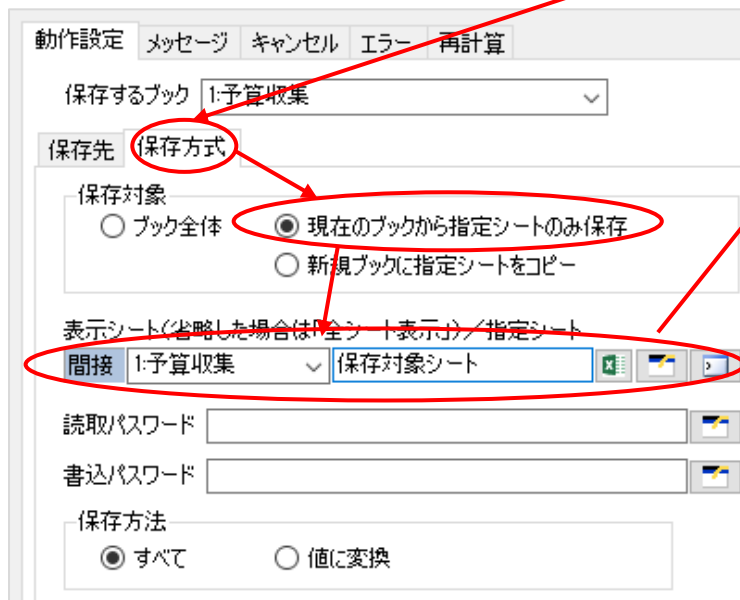 動作設定 メッセージ キャンセル エラー 再計算
保存するブック 1:予算収集
保存先 保存方式
保存対象
ブック全体 現在のブックから指定シートのみ保存
新規ブックに指定シートをコピー
表示シート(省略した場合は「全シート表示」)/指定シート
間接 1:予算収集 保存対象シート
読取パスワード
書込パスワード
保存方法
すべて 値に変換